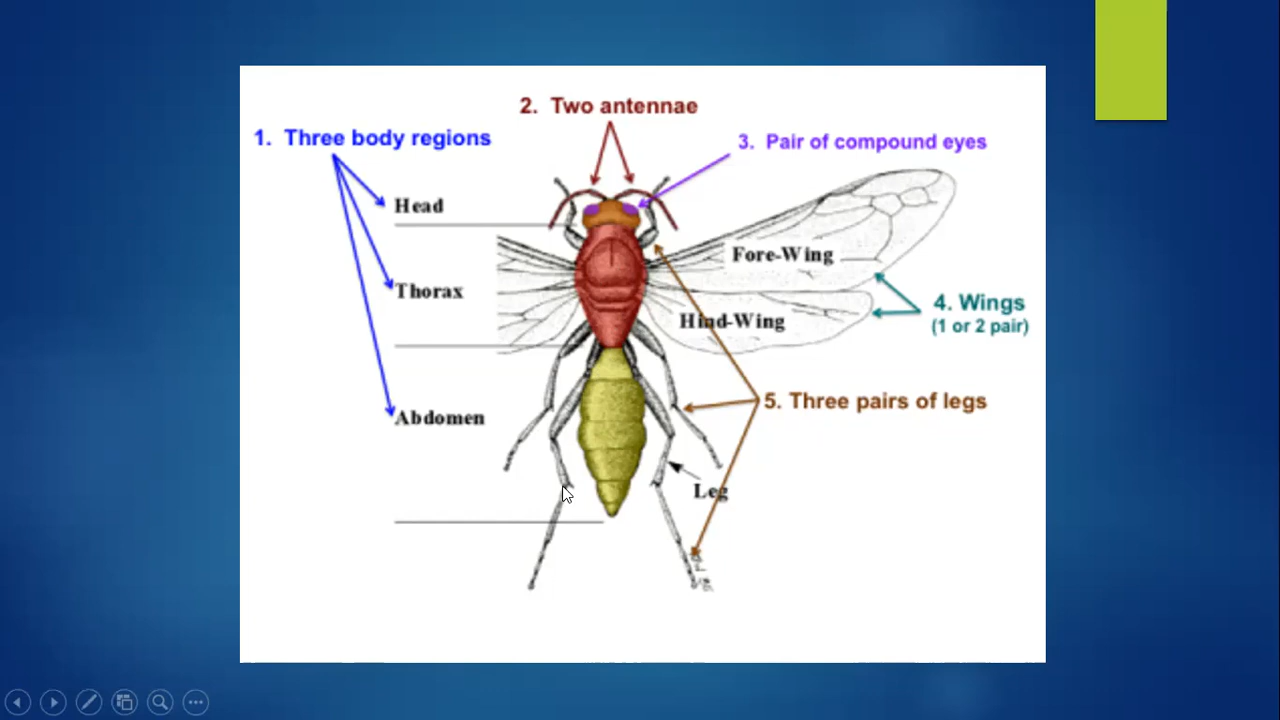 2. Two antennae
1. Three body regions
3. Pair of compound eyes
Head
Fore-Wing
Thorax
4. Wings
(1 or 2 pair)
Hind-Wing
5. Three pairs of legs
Abdomen
Leg